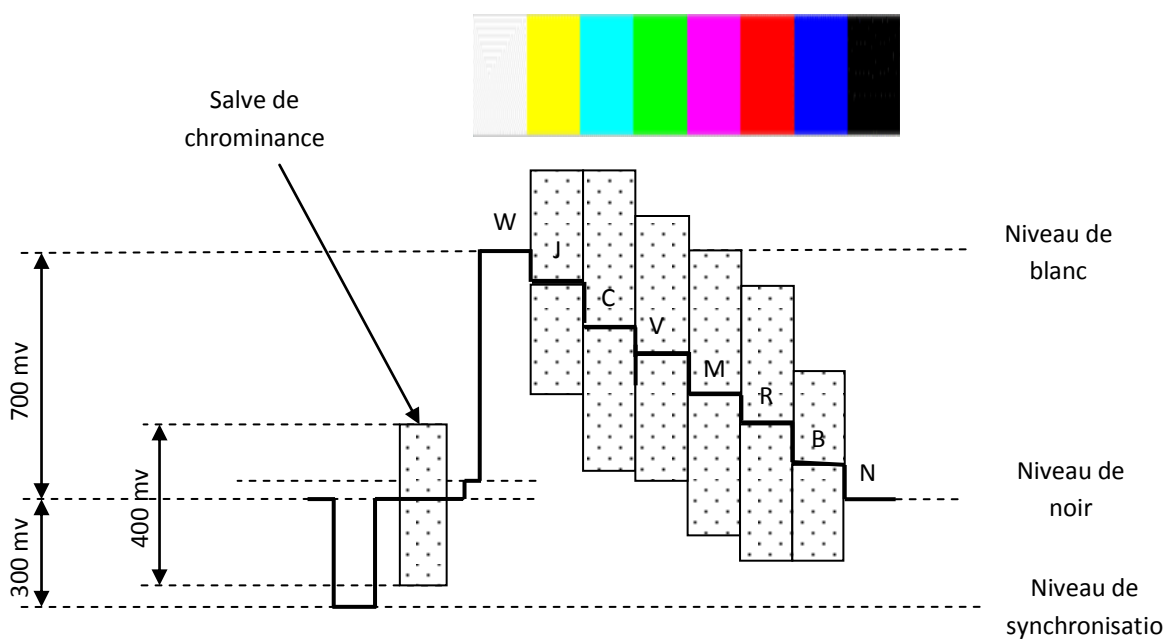 Salve de
chrominance
W
J
C
V
M
R
B
N
Niveau de
blanc
700 mv
400 mv
300 mv
Niveau de
noir
Niveau de
synchronisatio